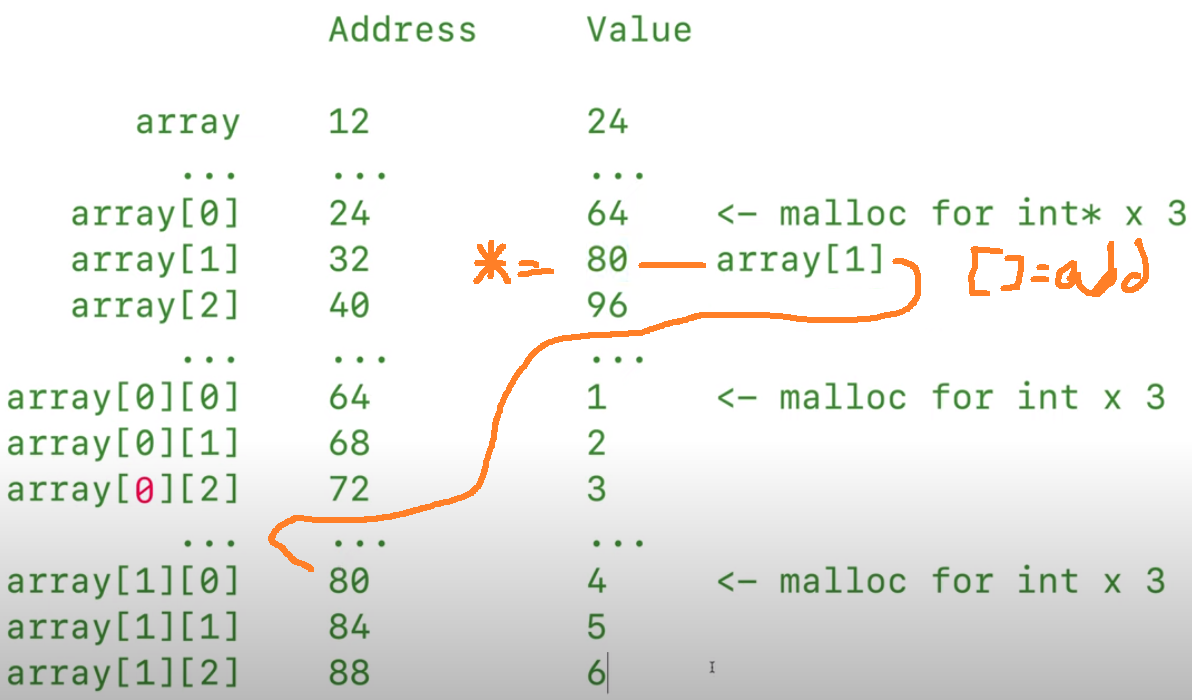 Address Value
array 12 24
... ... ...
array[0] 24 64 <- malloc for int* x 3
array[1] 32 *= 80 — array[1] []=add
array[2] 40 96
... ... ...
array[0][0] 64 1 <- malloc for int x 3
array[0][1] 68 2
array[0][2] 72 3
... ... ...
array[1][0] 80 4 <- malloc for int x 3
array[1][1] 84 5
array[1][2] 88 6